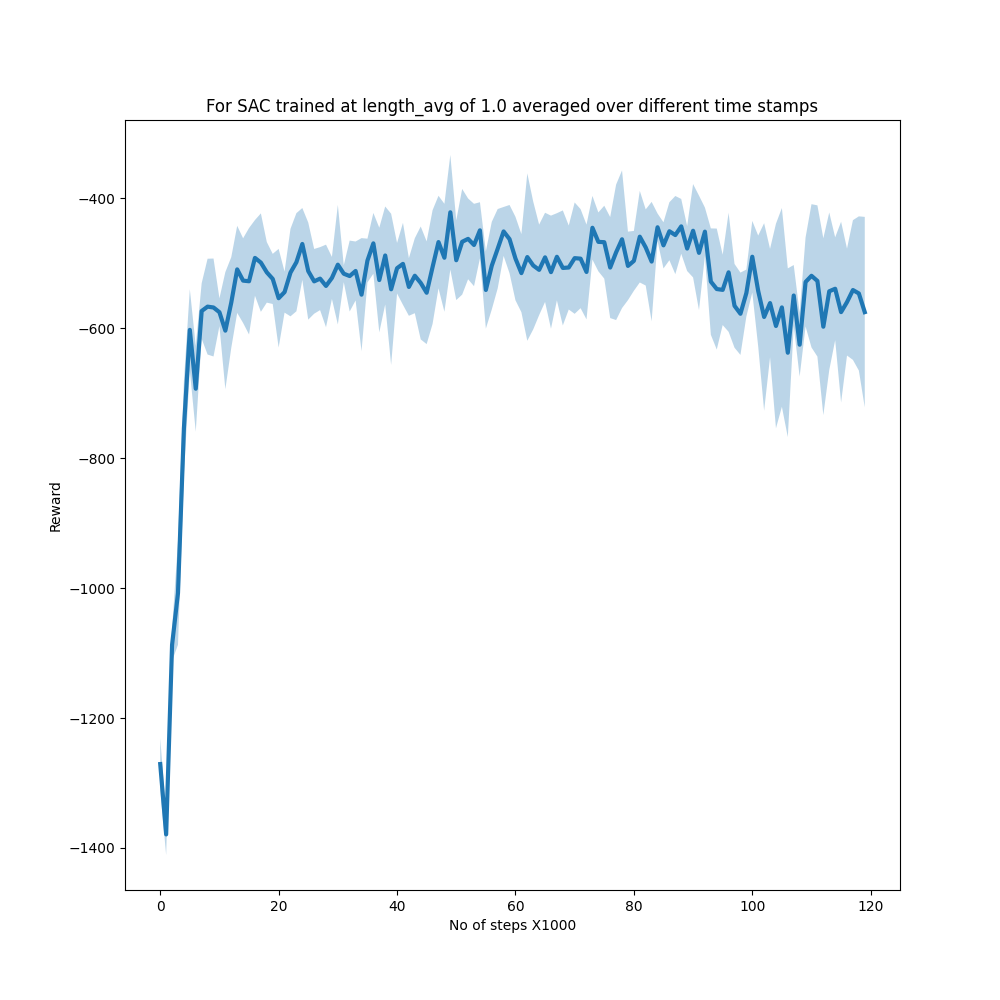 For SAC trained at length_avg of 1.0 averaged over different time stamps
−400
−600
−800
−1000
−1200
−1400
Reward
0 20 40 60 80 100 120
No of steps X1000